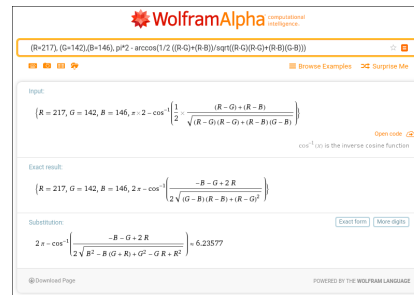 WolframAlpha computational intelligence.
(R=217), (G=142),(B=146), pi*2 - arccos(1/2 ((R-G)+(R-B))/sqrt((R-G)(R-G)+(R-B)(G-B)))
Browse Examples Surprise Me
Input:
{R = 217, G = 142, B = 146, π × 2 − cos⁻¹(1/2 × ((R − G) + (R − B))/√((R − G)(R − G) + (R − B)(G − B)))}
Open code
cos⁻¹(x) is the inverse cosine function
Exact result:
{R = 217, G = 142, B = 146, 2 π − cos⁻¹((−B − G + 2 R)/(2 √((G − B)(R − B) + (R − G)²)))}
Substitution:
Exact form More digits
2 π − cos⁻¹((−B − G + 2 R)/(2 √(B² − B (G + R) + G² − G R + R²))) ≈ 6.23577
Download Page POWERED BY THE WOLFRAM LANGUAGE